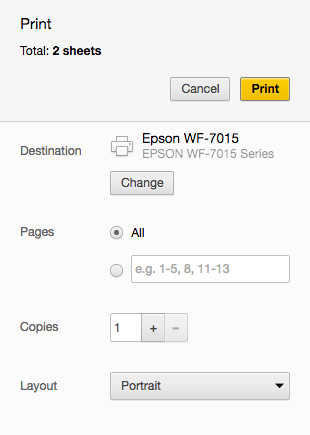 Print
Total: 2 sheets
Cancel
Print
Destination
Epson WF-7015
EPSON WF-7015 Series
Change
Pages
All
e.g. 1-5, 8, 11-13
Copies
1
+
-
Layout
Portrait